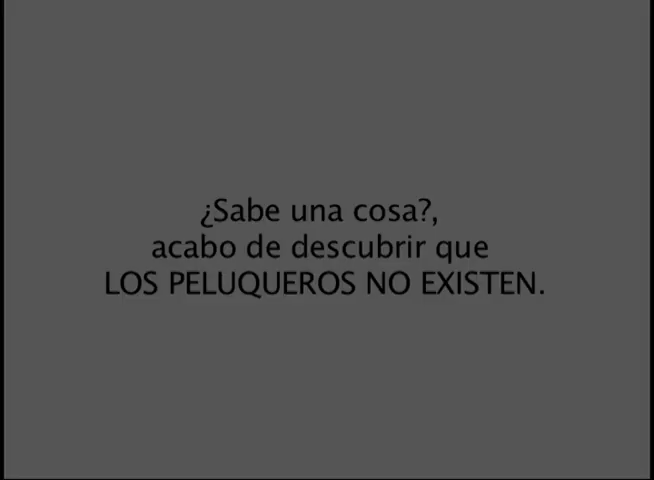 ¿Sabe una cosa?,
acabo de descubrir que
LOS PELUQUEROS NO EXISTEN.